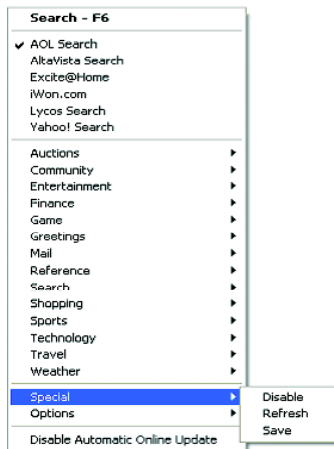 Search - F6
AOL Search
AltaVista Search
Excite@Home
iWon.com
Lycos Search
Yahoo! Search
Auctions
Community
Entertainment
Finance
Game
Greetings
Mail
Reference
Search
Shopping
Sports
Technology
Travel
Weather
Special
Disable
Options
Refresh
Save
Disable Automatic Online Update